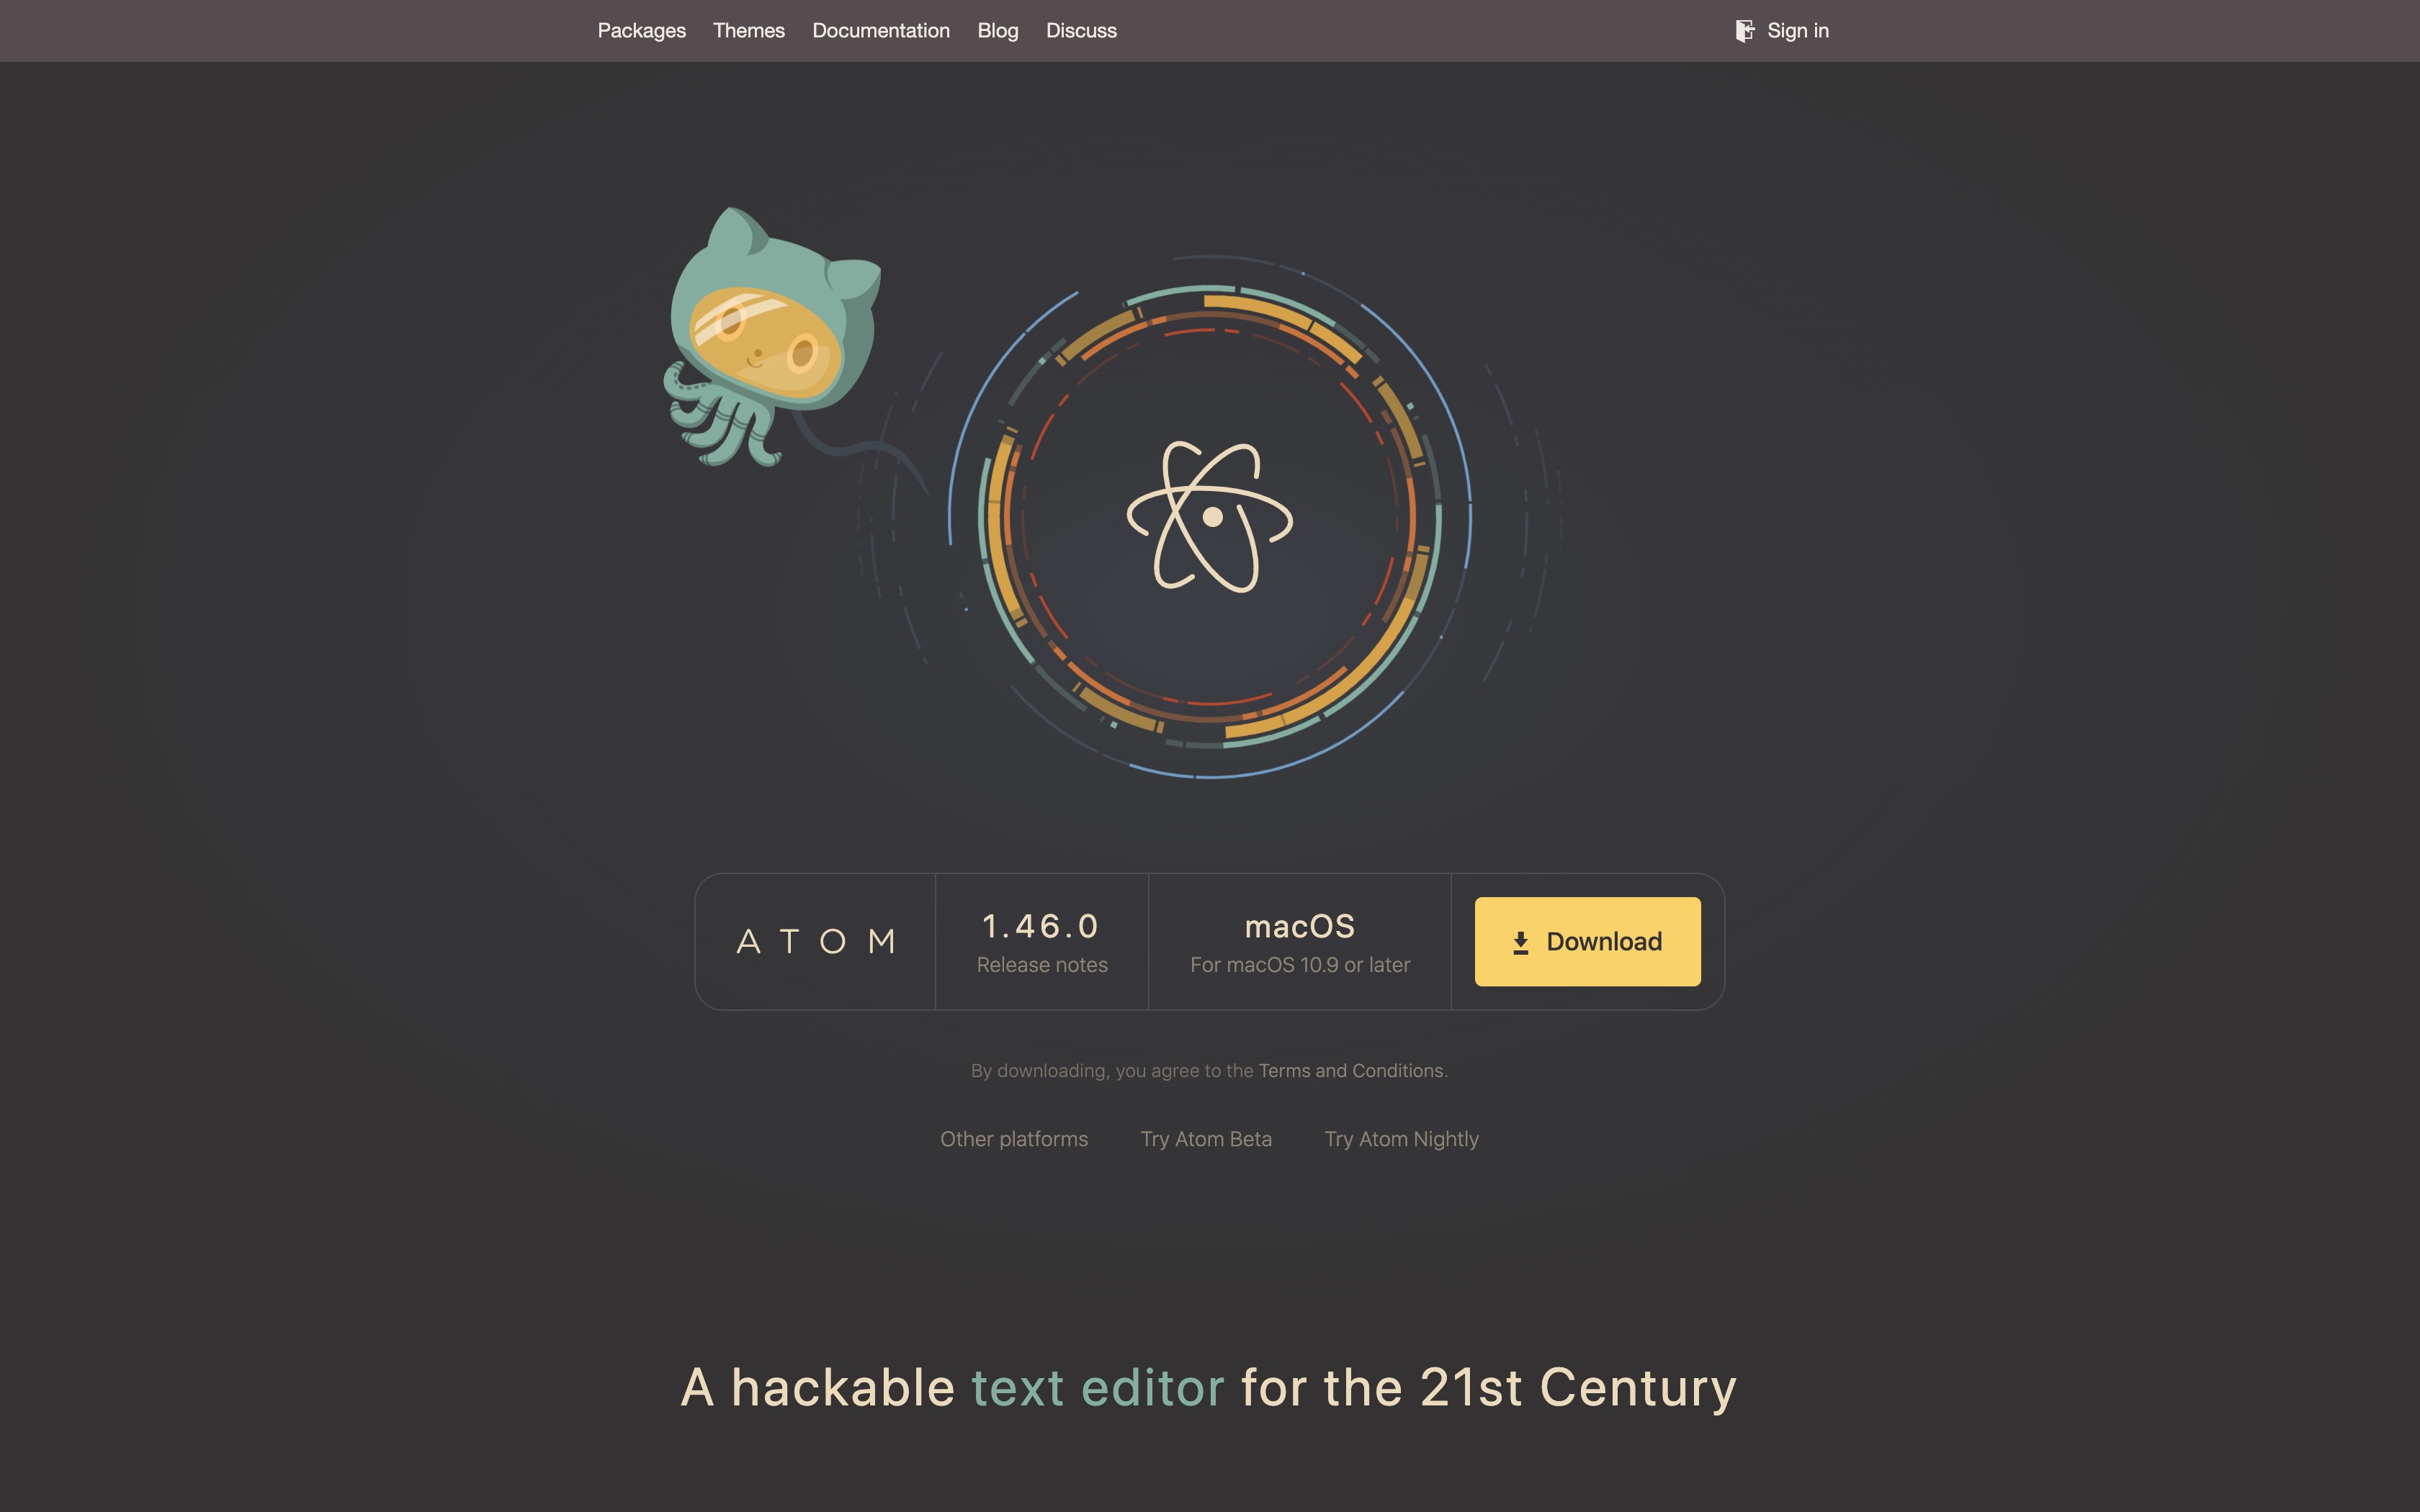 Packages Themes Documentation Blog Discuss Sign in
ATOM
1.46.0
Release notes
macOS
For macOS 10.9 or later
Download
By downloading, you agree to the Terms and Conditions.
Other platforms Try Atom Beta Try Atom Nightly
A hackable text editor for the 21st Century